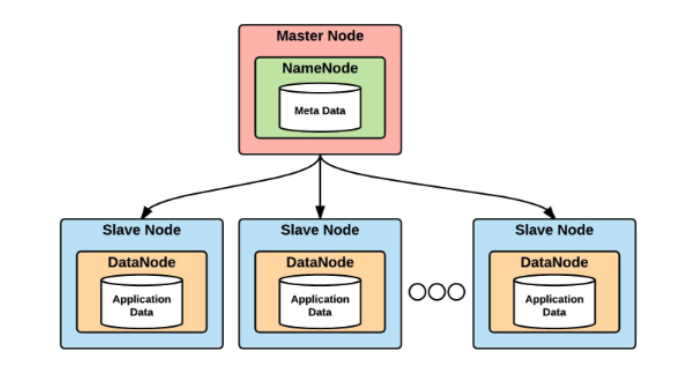 Master Node
NameNode
Meta Data
Slave Node
DataNode
Application
Data
Slave Node
DataNode
Application
Data
Slave Node
DataNode
Application
Data